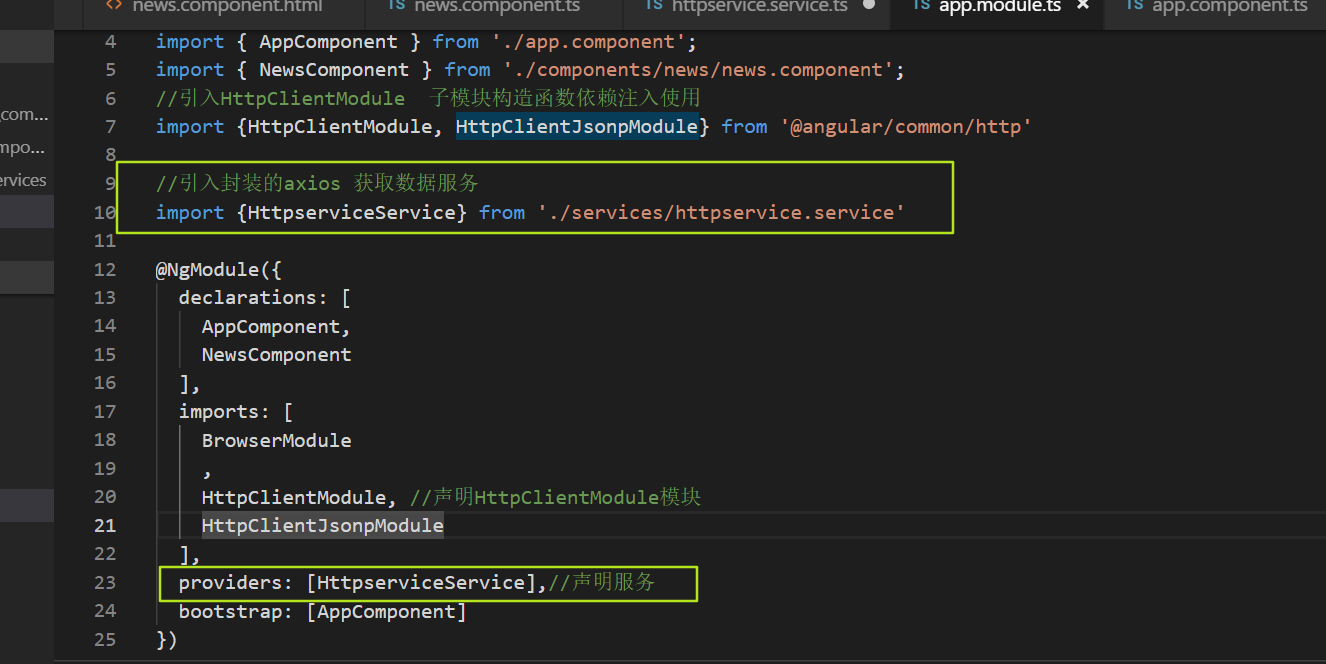 <> news.component.html TS news.component.ts TS httpservice.service.ts ● TS app.module.ts × TS app.component.ts
4 import { AppComponent } from './app.component';
5 import { NewsComponent } from './components/news/news.component';
6 //引入HttpClientModule 子模块构造函数依赖注入使用
com...
7 import {HttpClientModule, HttpClientJsonpModule} from '@angular/common/http'
mpo...
8
9 //引入封装的axios 获取数据服务
ervices
10 import {HttpserviceService} from './services/httpservice.service'
11
12 @NgModule({
13 declarations: [
14 AppComponent,
15 NewsComponent
16 ],
17 imports: [
18 BrowserModule
19 ,
20 HttpClientModule, //声明HttpClientModule模块
21 HttpClientJsonpModule
22 ],
23 providers: [HttpserviceService],//声明服务
24 bootstrap: [AppComponent]
25 })